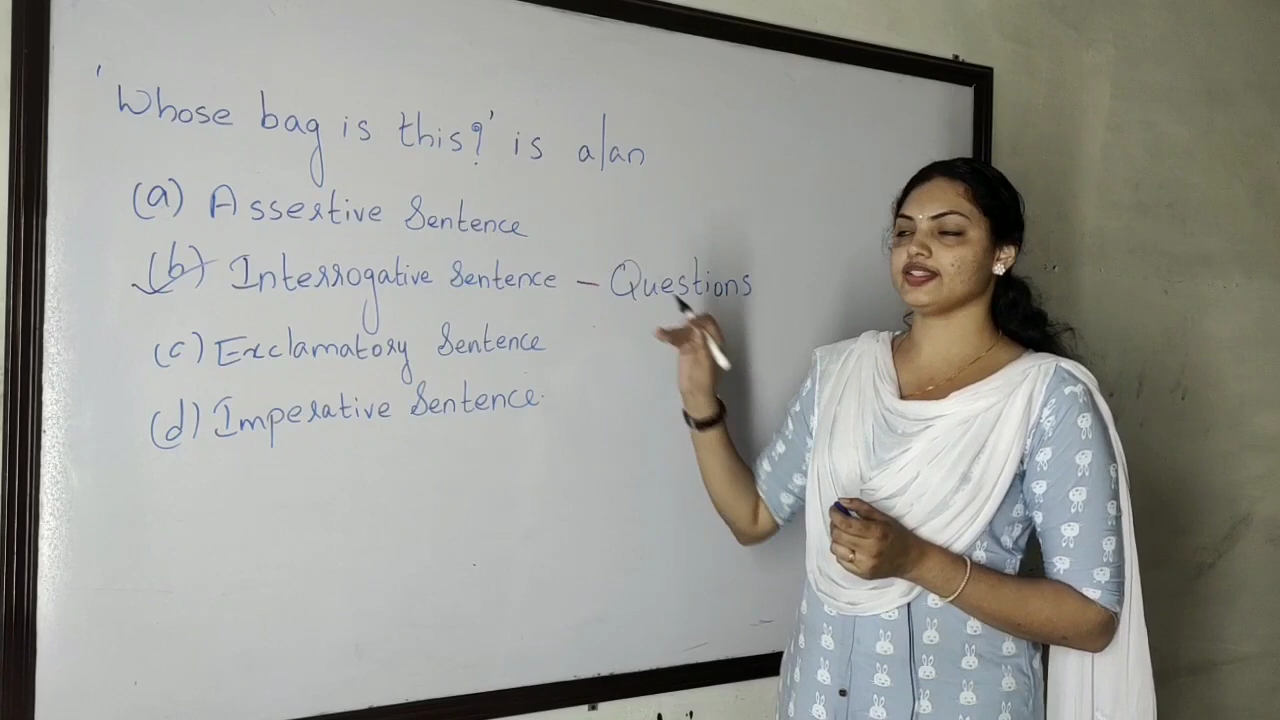 'Whose bag is this?' is a/an
(a) Assertive Sentence
(b) Interrogative Sentence - Questions
(c) Exclamatory Sentence
(d) Imperative Sentence.